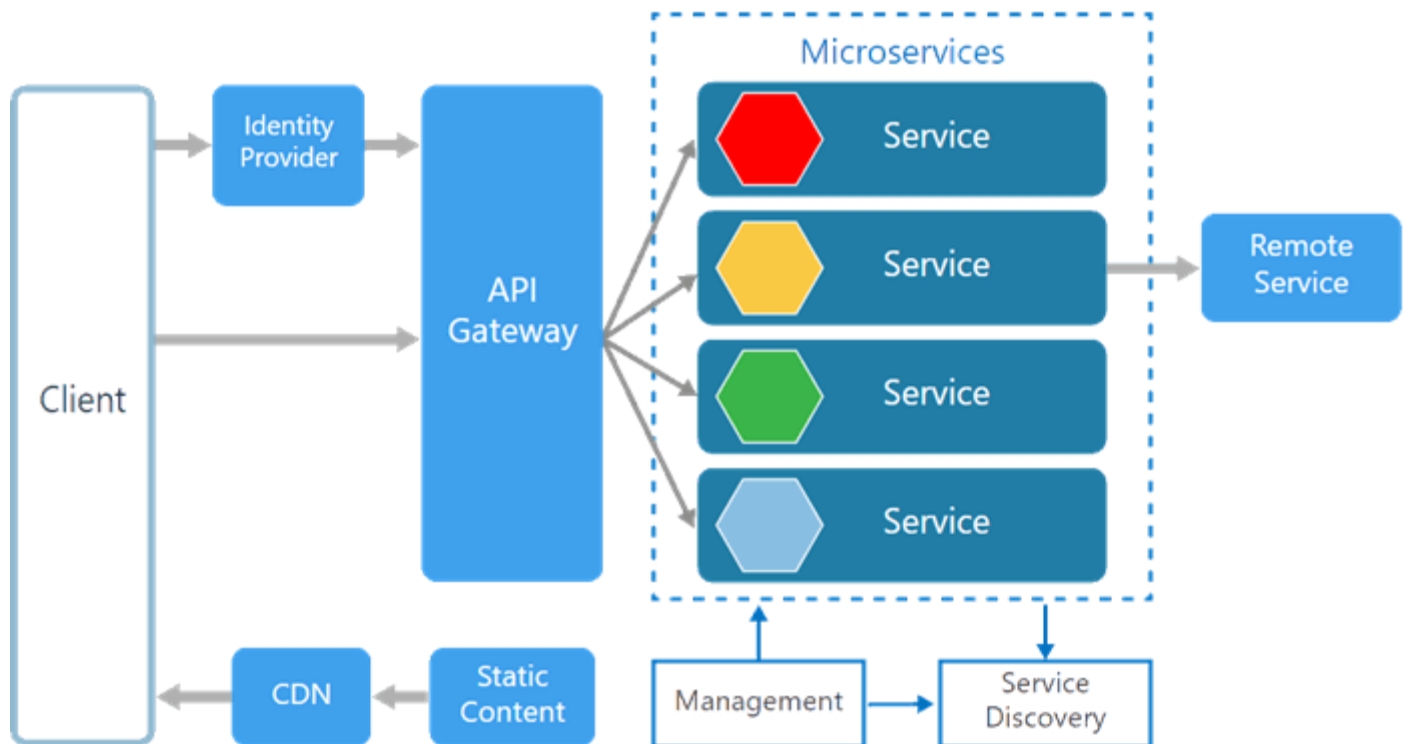 Microservices
Client
Identity
Provider
API
Gateway
Service
Service
Service
Service
Remote
Service
CDN
Static
Content
Management
Service
Discovery